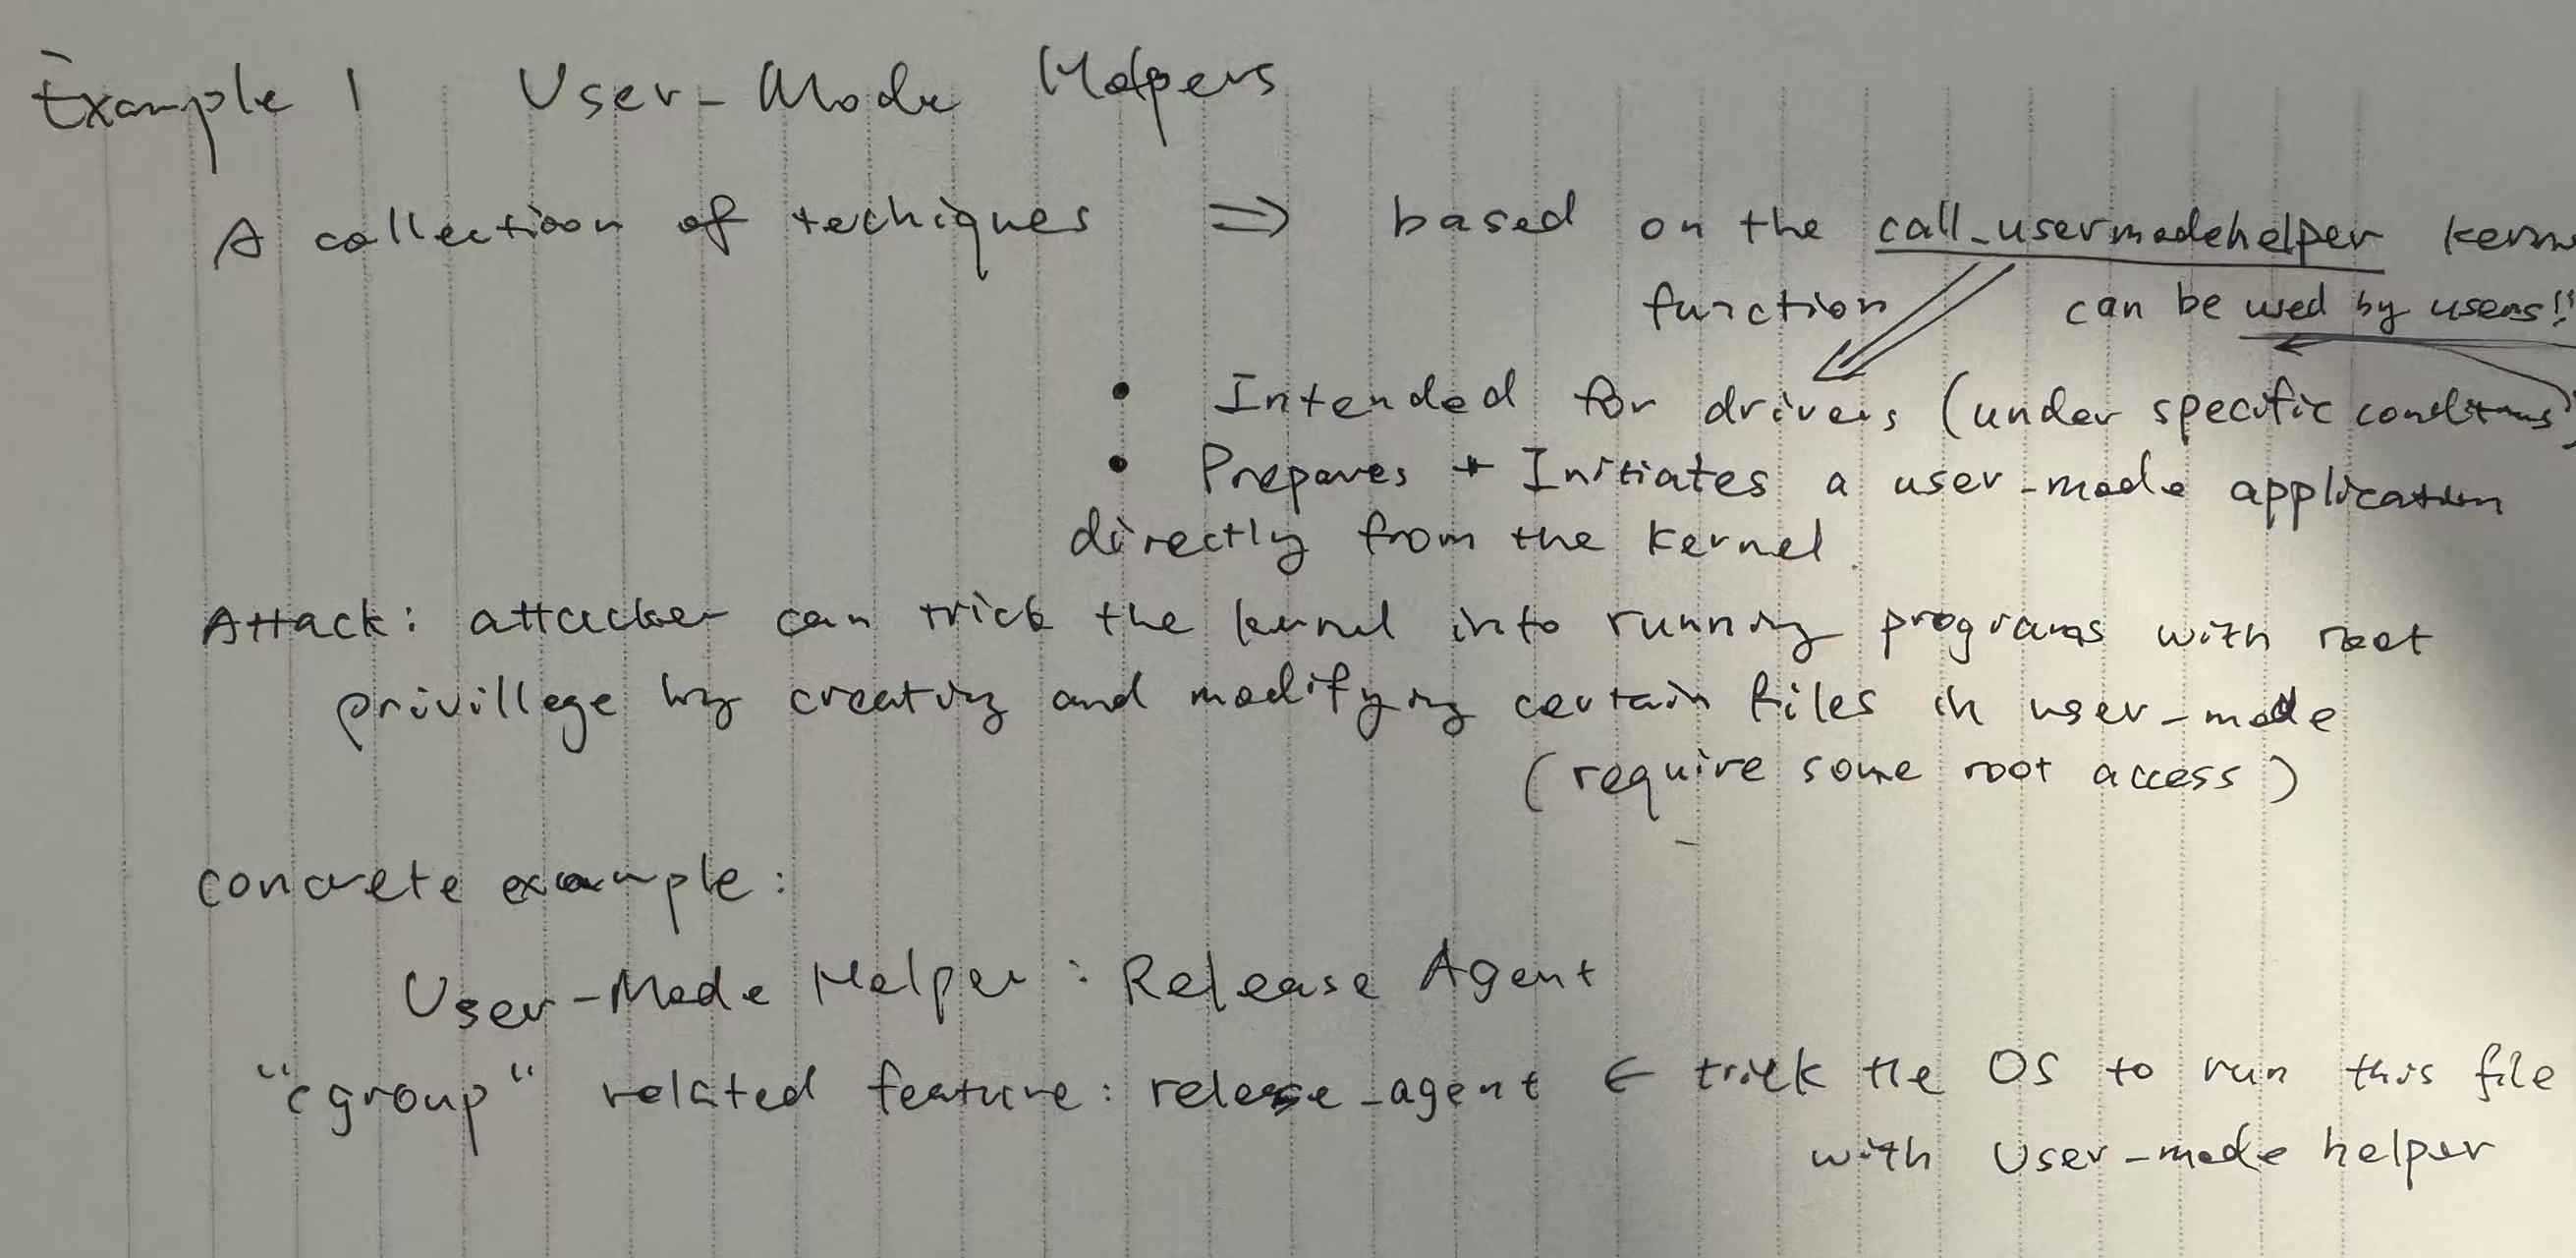 Example 1 User-Mode Helpers
A collection of techiques ⇒ based on the call_usermodehelper
function can be used by users!!
• Intended for drivers (under specific conditions)
• Prepares + Initiates a user-mode application
directly from the kernel.
Attack: attacker can trick the kernel into running programs with root
privillege by creating and modifying certain files in user-mode
(require some root access)
concrete example:
User-Mode Helper: Release Agent
"cgroup" related feature: release_agent ← trick the OS to run this file
with User-mode helper